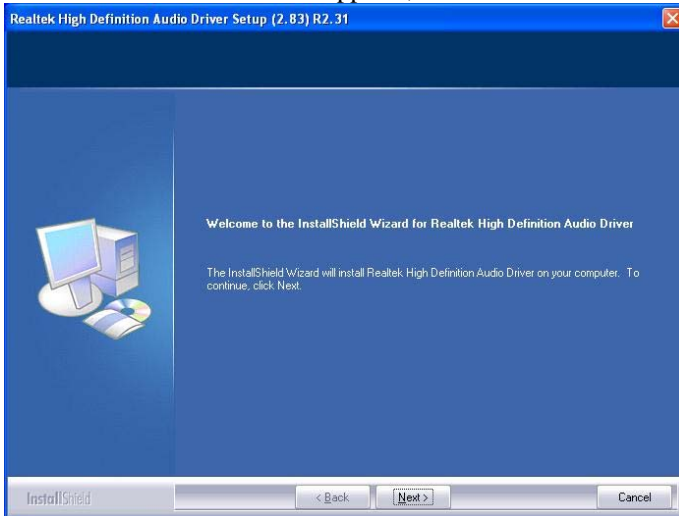 Realtek High Definition Audio Driver Setup (2.83) R2.31
Welcome to the InstallShield Wizard for Realtek High Definition Audio Driver
The InstallShield Wizard will install Realtek High Definition Audio Driver on your computer. To
continue, click Next.
InstallShield
< Back
Next >
Cancel